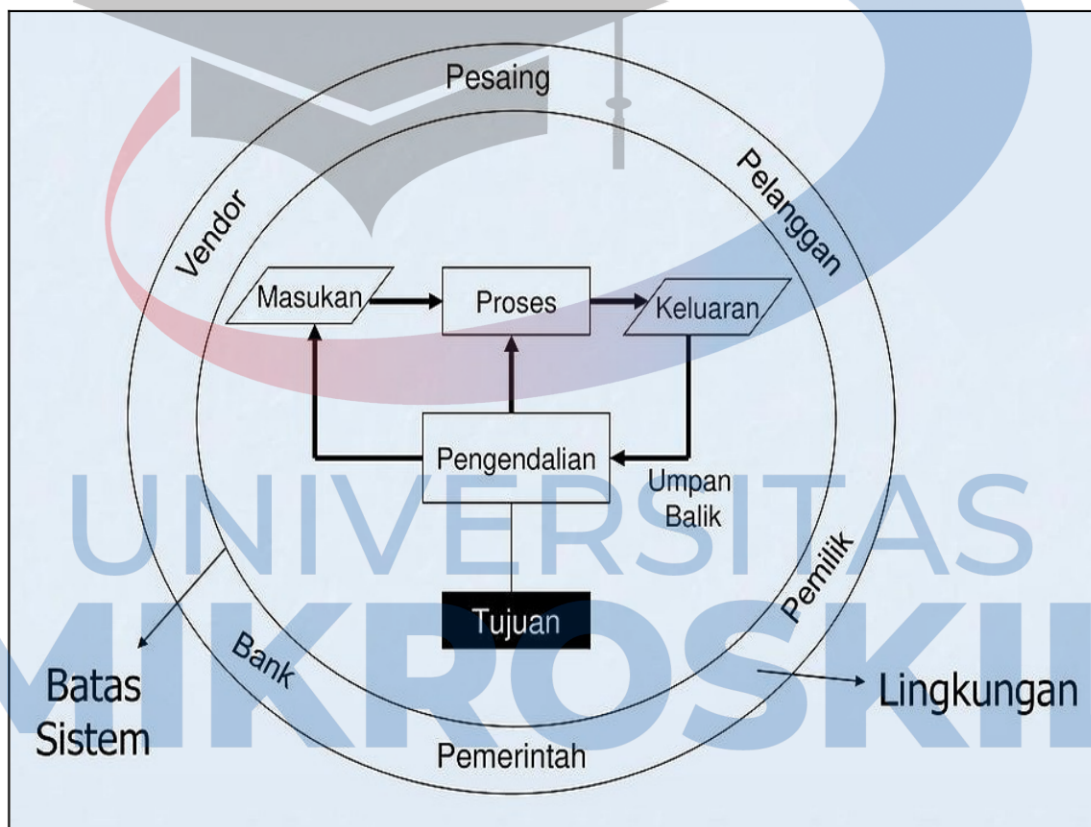 Pesaing
Vendor
Pelanggan
Masukan
Proses
Keluaran
Pengendalian
Umpan
Balik
Tujuan
Pemilik
Bank
Pemerintah
Batas
Sistem
Lingkungan
UNIVERSITAS
MIKROSKIL